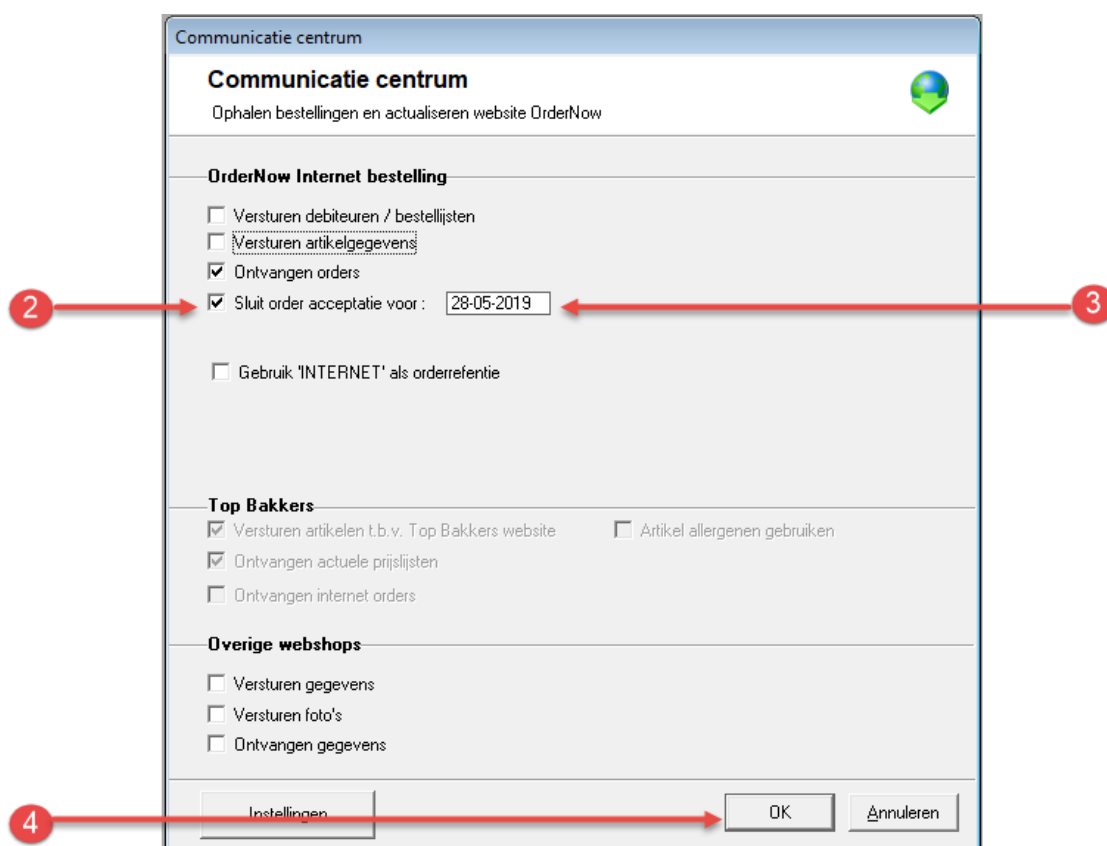 Communicatie centrum
Communicatie centrum
Ophalen bestellingen en actualiseren website OrderNow
OrderNow Internet bestelling
Versturen debiteuren / bestellijsten
Versturen artikelgegevens
Ontvangen orders
2 Sluit order acceptatie voor : 28-05-2019 3
Gebruik 'INTERNET' als orderrefentie
Top Bakkers
Versturen artikelen t.b.v. Top Bakkers website Artikel allergenen gebruiken
Ontvangen actuele prijslijsten
Ontvangen internet orders
Overige webshops
Versturen gegevens
Versturen foto's
Ontvangen gegevens
4 Instellingen OK Annuleren